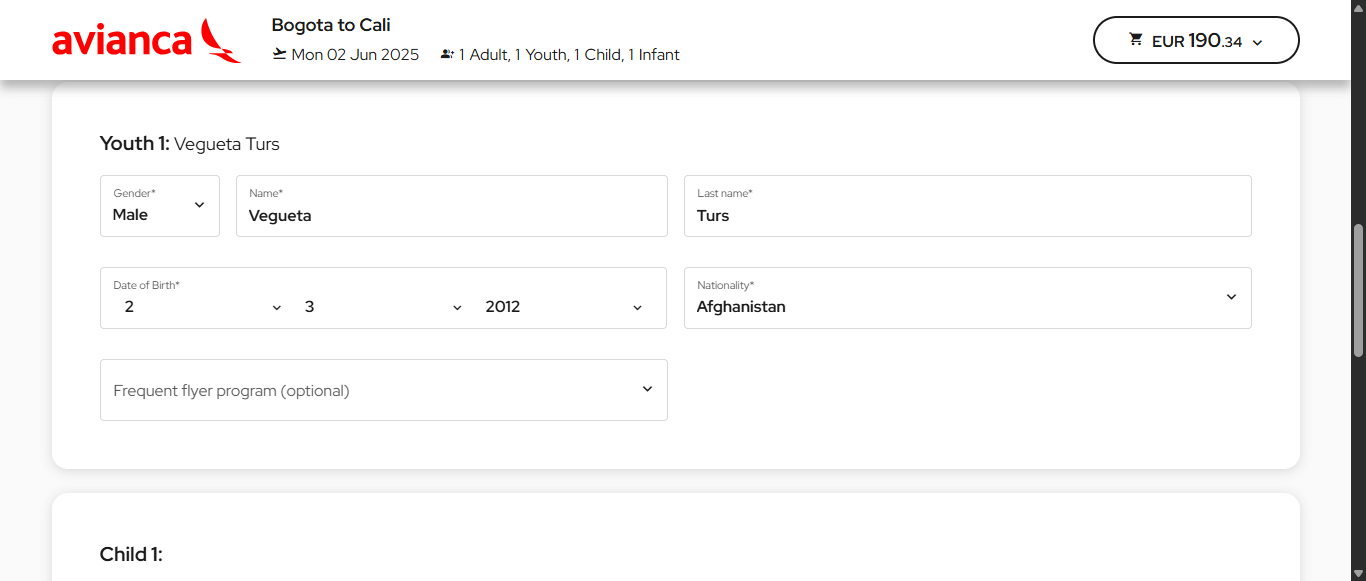 avianca
Bogota to Cali
Mon 02 Jun 2025 1 Adult, 1 Youth, 1 Child, 1 Infant
EUR 190.34
Youth 1: Vegueta Turs
Gender*
Male
Name*
Vegueta
Last name*
Turs
Date of Birth*
2 3 2012
Nationality*
Afghanistan
Frequent flyer program (optional)
Child 1: